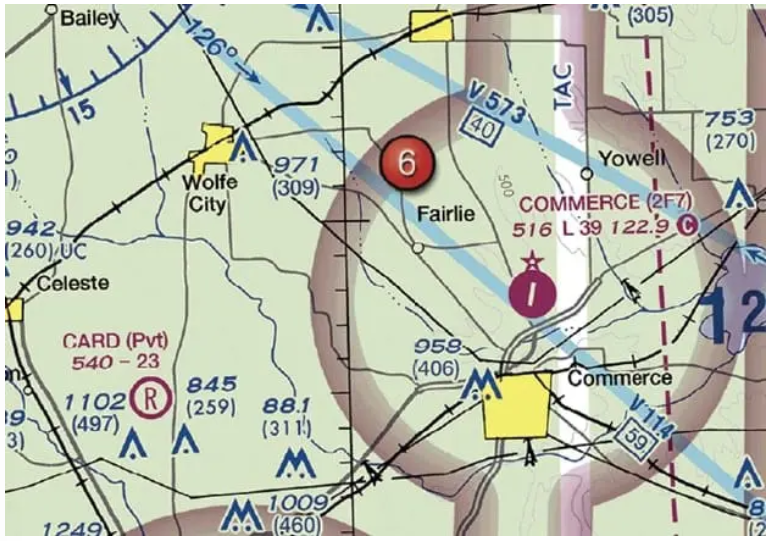 Bailey
(305)
126°
15
V 573
40
TAC
753
(270)
6
971
(309)
Wolfe
City
500
Yowell
COMMERCE (2F7)
516 L 39 122.9 C
Fairlie
942
(260) UC
Celeste
12
CARD (Pvt)
540 - 23
R
958
(406)
Commerce
845
(259)
1102
(497)
881
(311)
V 114
59
1009
(460)
1249